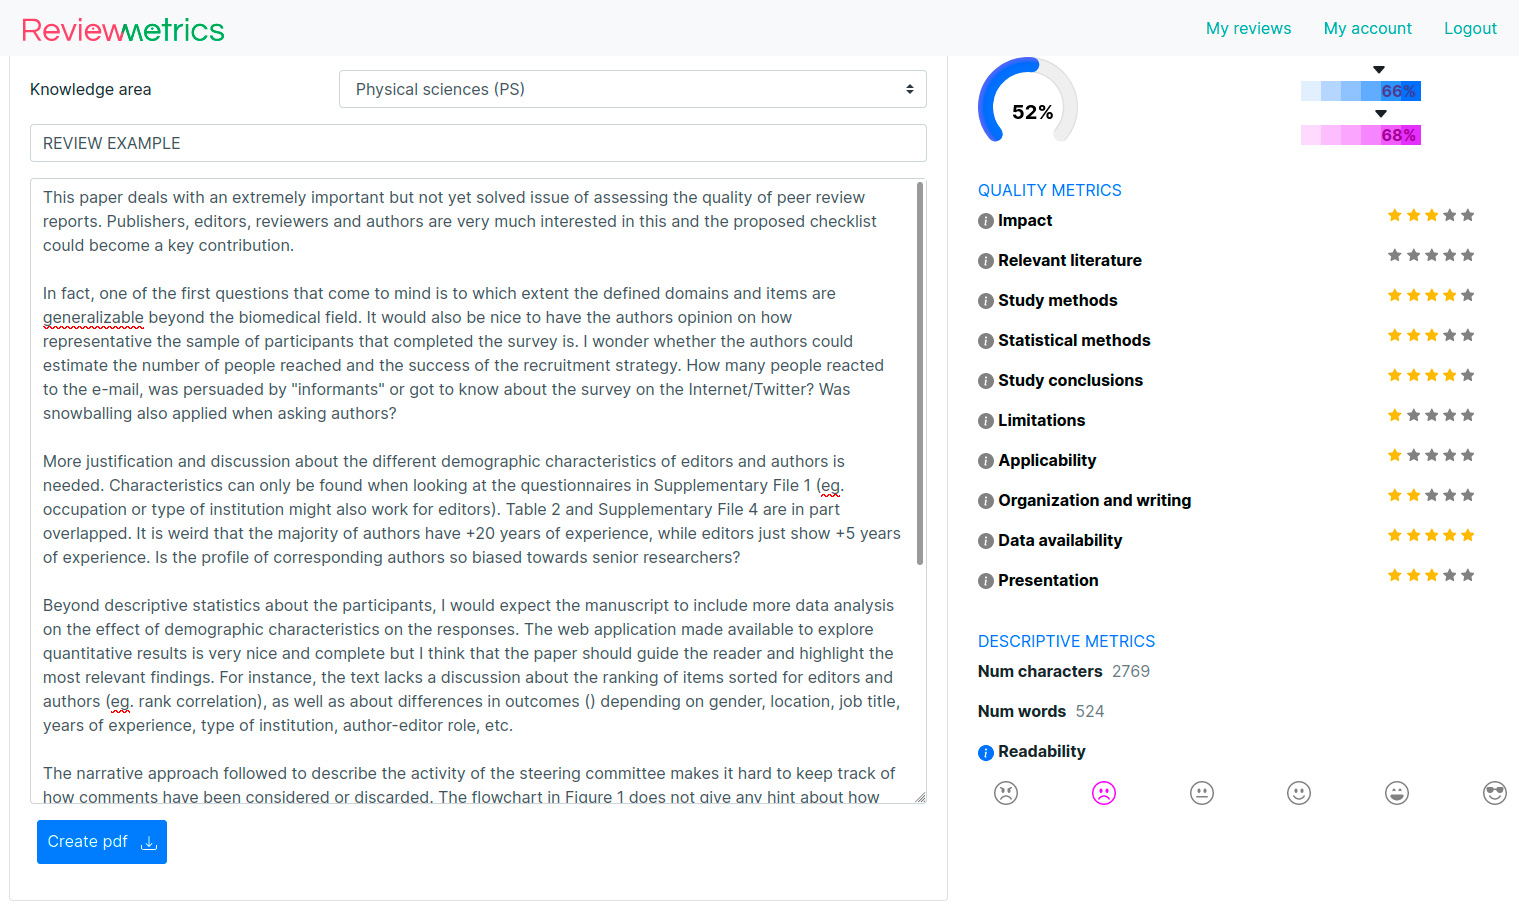 Reviewmetrics
My reviews My account Logout
Knowledge area
Physical sciences (PS)
REVIEW EXAMPLE
This paper deals with an extremely important but not yet solved issue of assessing the quality of peer review
reports. Publishers, editors, reviewers and authors are very much interested in this and the proposed checklist
could become a key contribution.
In fact, one of the first questions that come to mind is to which extent the defined domains and items are
generalizable beyond the biomedical field. It would also be nice to have the authors opinion on how
representative the sample of participants that completed the survey is. I wonder whether the authors could
estimate the number of people reached and the success of the recruitment strategy. How many people reacted
to the e-mail, was persuaded by "informants" or got to know about the survey on the Internet/Twitter? Was
snowballing also applied when asking authors?
More justification and discussion about the different demographic characteristics of editors and authors is
needed. Characteristics can only be found when looking at the questionnaires in Supplementary File 1 (eg.
occupation or type of institution might also work for editors). Table 2 and Supplementary File 4 are in part
overlapped. It is weird that the majority of authors have +20 years of experience, while editors just show +5 years
of experience. Is the profile of corresponding authors so biased towards senior researchers?
Beyond descriptive statistics about the participants, I would expect the manuscript to include more data analysis
on the effect of demographic characteristics on the responses. The web application made available to explore
quantitative results is very nice and complete but I think that the paper should guide the reader and highlight the
most relevant findings. For instance, the text lacks a discussion about the ranking of items sorted for editors and
authors (eg. rank correlation), as well as about differences in outcomes () depending on gender, location, job title,
years of experience, type of institution, author-editor role, etc.
The narrative approach followed to describe the activity of the steering committee makes it hard to keep track of
how comments have been considered or discarded. The flowchart in Figure 1 does not give any hint about how
Create pdf
52%
66%
68%
QUALITY METRICS
Impact
Relevant literature
Study methods
Statistical methods
Study conclusions
Limitations
Applicability
Organization and writing
Data availability
Presentation
DESCRIPTIVE METRICS
Num characters 2769
Num words 524
Readability